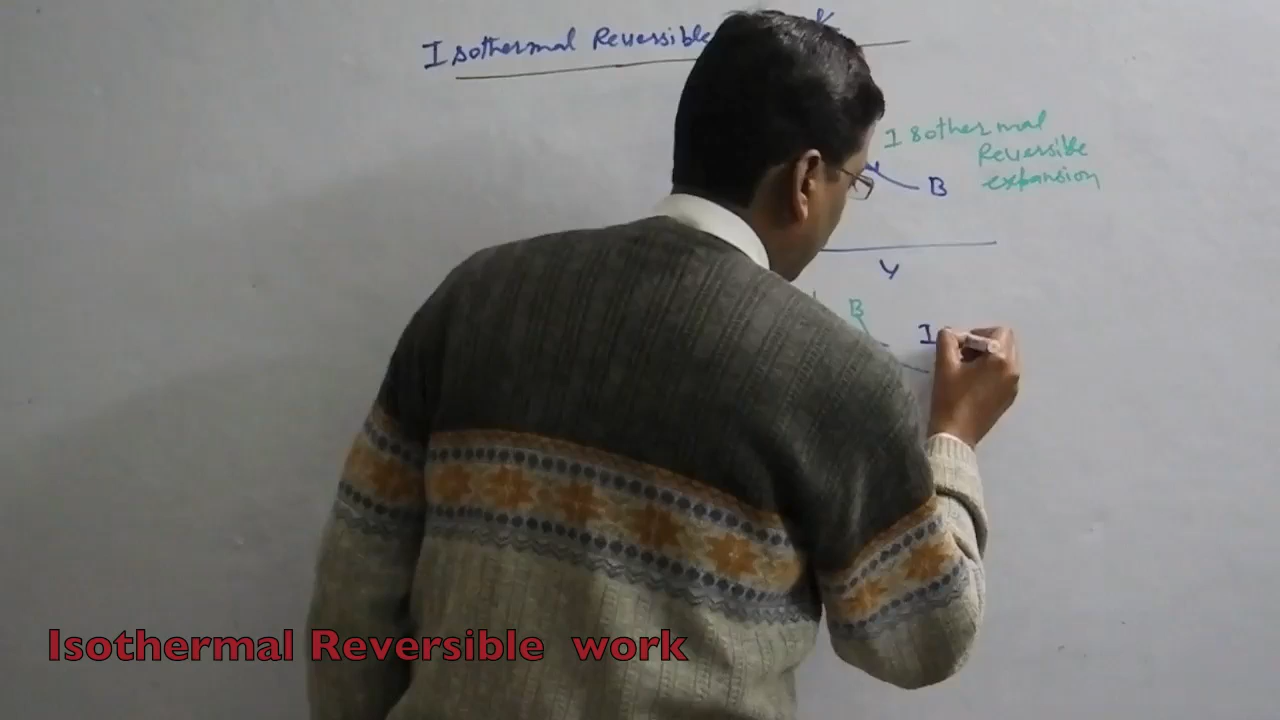 Isothermal Reversible
Isothermal
Reversible
expansion
B
V
B
I
Isothermal Reversible work